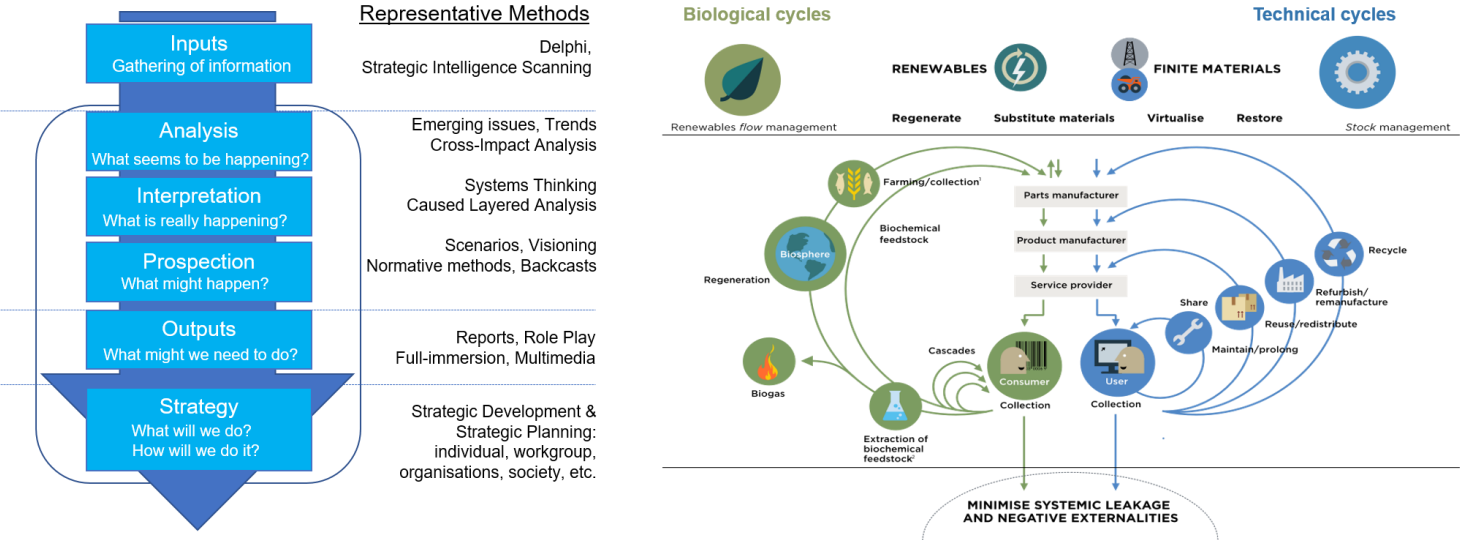 Representative Methods
Inputs
Gathering of information
Delphi,
Strategic Intelligence Scanning
Analysis
What seems to be happening?
Emerging issues, Trends
Cross-Impact Analysis
Interpretation
What is really happening?
Systems Thinking
Caused Layered Analysis
Prospection
What might happen?
Scenarios, Visioning
Normative methods, Backcasts
Outputs
What might we need to do?
Reports, Role Play
Full-immersion, Multimedia
Strategy
What will we do?
How will we do it?
Strategic Development &
Strategic Planning:
individual, workgroup,
organisations, society, etc.
Biological cycles
Technical cycles
RENEWABLES
FINITE MATERIALS
Renewables flow management
Regenerate
Substitute materials
Virtualise
Restore
Stock management
Farming/collection¹
Parts manufacturer
Biochemical
feedstock
Product manufacturer
Biosphere
Recycle
Regeneration
Service provider
Refurbish/
remanufacture
Share
Reuse/redistribute
Maintain/prolong
Cascades
Consumer
User
Biogas
Collection
Collection
Extraction of
biochemical
feedstock²
MINIMISE SYSTEMIC LEAKAGE
AND NEGATIVE EXTERNALITIES